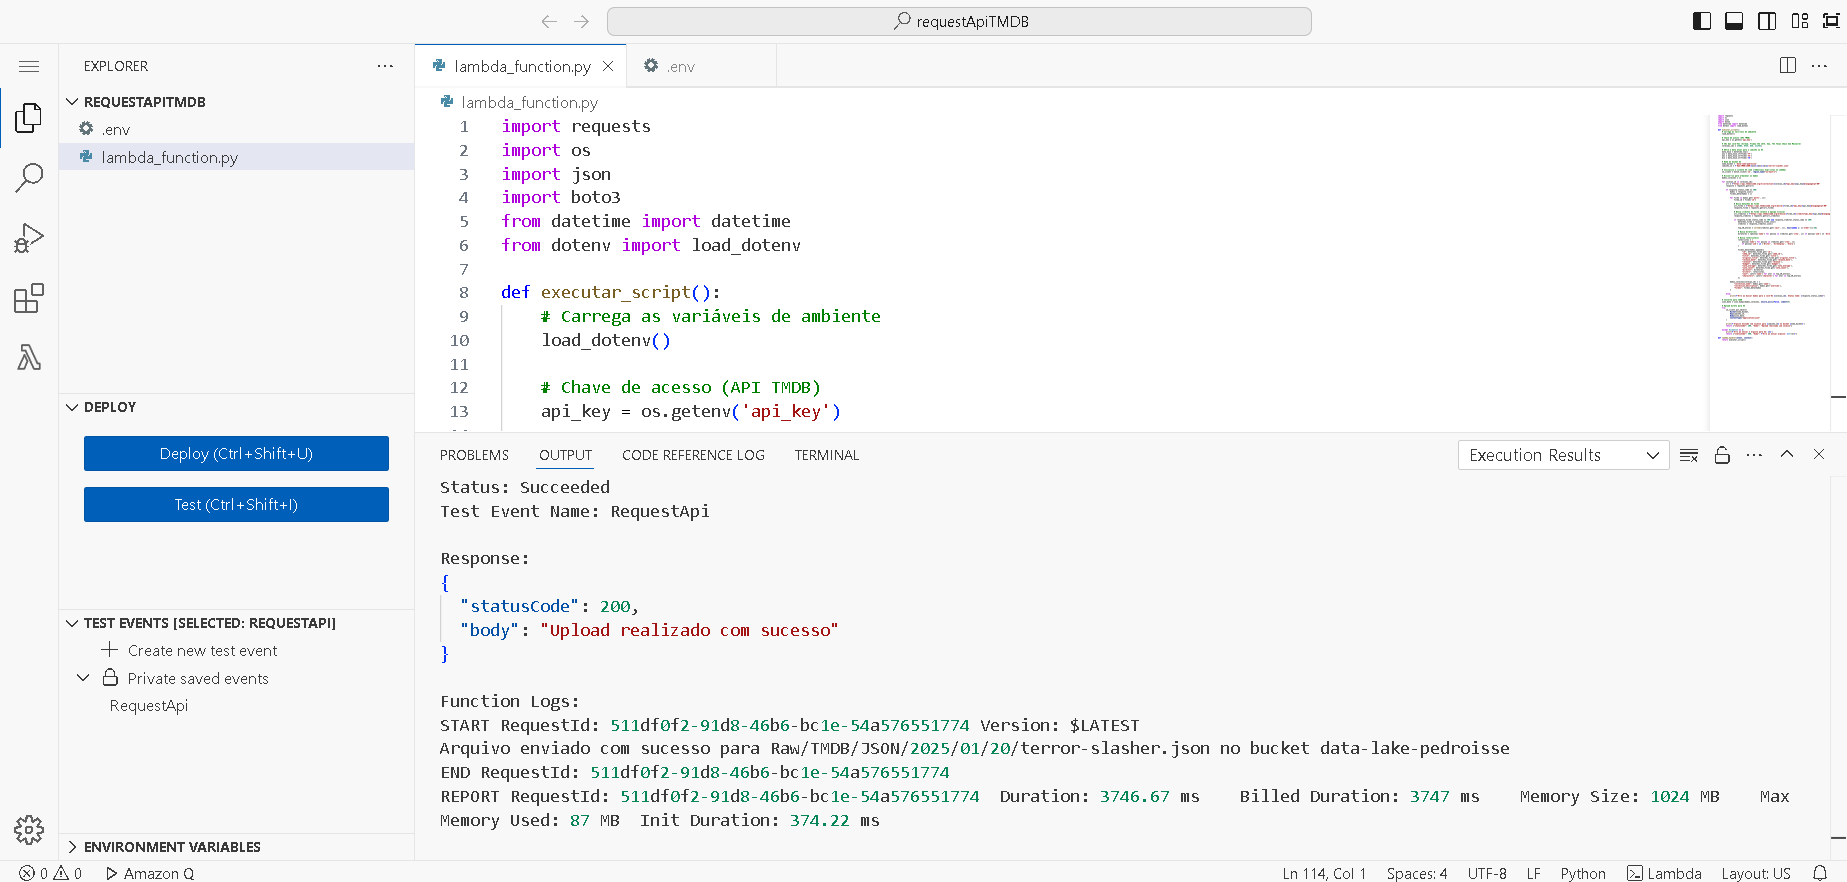 requestApiTMDB
EXPLORER
REQUESTAPITMDB
.env
lambda_function.py
DEPLOY
Deploy (Ctrl+Shift+U)
Test (Ctrl+Shift+I)
TEST EVENTS [SELECTED: REQUESTAPI]
Create new test event
Private saved events
RequestApi
ENVIRONMENT VARIABLES
lambda_function.py
.env
lambda_function.py
1 import requests
2 import os
3 import json
4 import boto3
5 from datetime import datetime
6 from dotenv import load_dotenv
7
8 def executar_script():
9 # Carrega as variáveis de ambiente
10 load_dotenv()
11
12 # Chave de acesso (API TMDB)
13 api_key = os.getenv('api_key')
PROBLEMS OUTPUT CODE REFERENCE LOG TERMINAL
Execution Results
Status: Succeeded
Test Event Name: RequestApi
Response:
{
"statusCode": 200,
"body": "Upload realizado com sucesso"
}
Function Logs:
START RequestId: 511df0f2-91d8-46b6-bc1e-54a576551774 Version: $LATEST
Arquivo enviado com sucesso para Raw/TMDB/JSON/2025/01/20/terror-slasher.json no bucket data-lake-pedroisse
END RequestId: 511df0f2-91d8-46b6-bc1e-54a576551774
REPORT RequestId: 511df0f2-91d8-46b6-bc1e-54a576551774 Duration: 3746.67 ms Billed Duration: 3747 ms Memory Size: 1024 MB Max
Memory Used: 87 MB Init Duration: 374.22 ms
0 0 Amazon Q Ln 114, Col 1 Spaces: 4 UTF-8 LF Python Lambda Layout: US